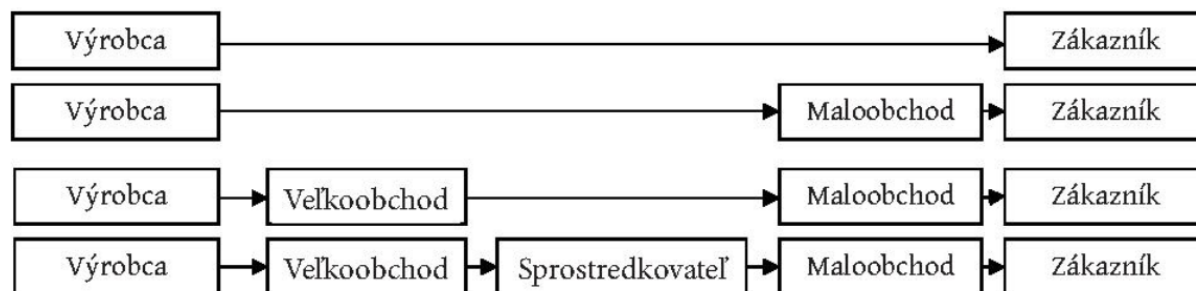 Výrobca Zákazník
Výrobca Maloobchod Zákazník
Výrobca Veľkoobchod Maloobchod Zákazník
Výrobca Veľkoobchod Sprostredkovateľ Maloobchod Zákazník